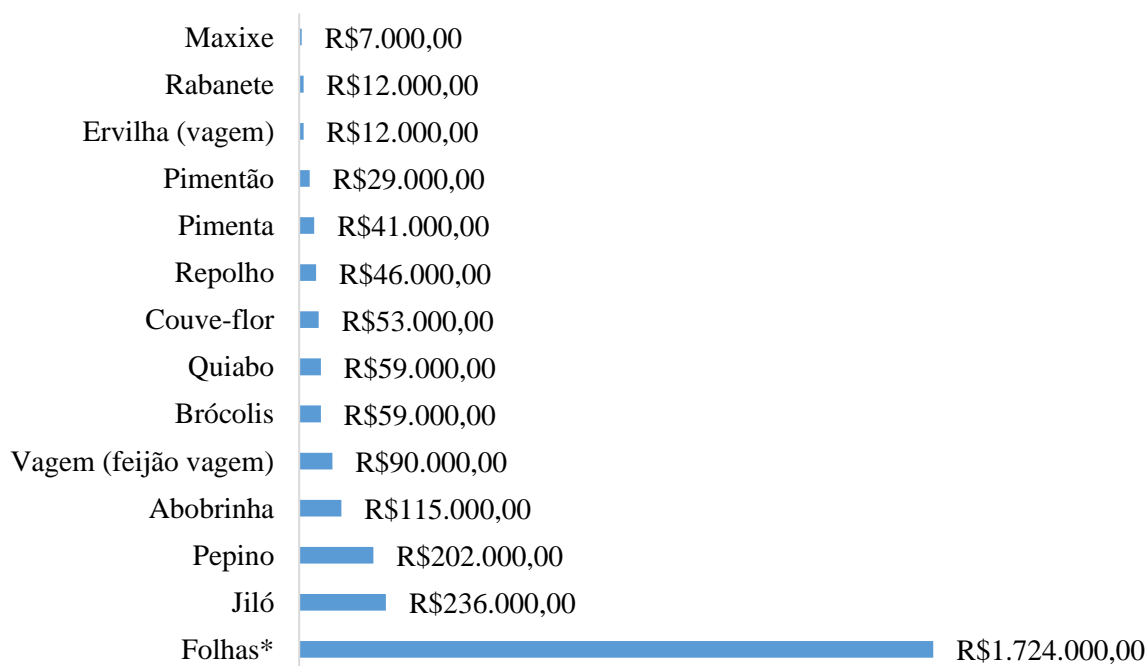 Maxixe R$7.000,00
Rabanete R$12.000,00
Ervilha (vagem) R$12.000,00
Pimentão R$29.000,00
Pimenta R$41.000,00
Repolho R$46.000,00
Couve-flor R$53.000,00
Quiabo R$59.000,00
Brócolis R$59.000,00
Vagem (feijão vagem) R$90.000,00
Abobrinha R$115.000,00
Pepino R$202.000,00
Jiló R$236.000,00
Folhas* R$1.724.000,00